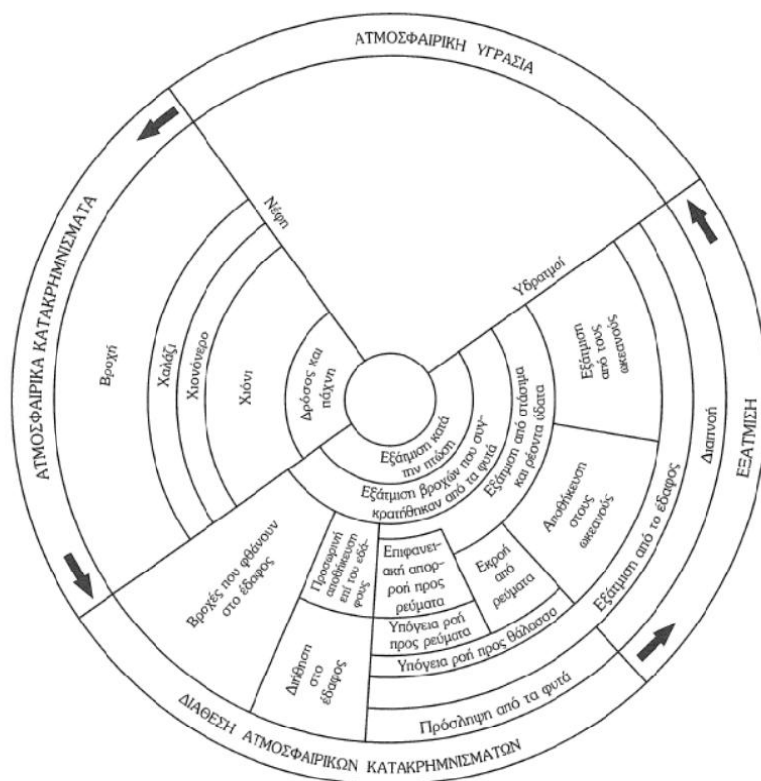 ΑΤΜΟΣΦΑΙΡΙΚΗ ΥΓΡΑΣΙΑ
ΑΤΜΟΣΦΑΙΡΙΚΑ ΚΑΤΑΚΡΗΜΝΙΣΜΑΤΑ
Νέφη
Υδρατμοί
Βροχή
Χαλάζι
Χιονόνερο
Χιόνι
Δρόσος και
πάχνη
Εξάτμιση
από τους
ωκεανούς
Διαπνοή
ΕΞΑΤΜΙΣΗ
Εξάτμιση κατά
την πτώση
Εξάτμιση βροχών που συγ-
κρατήθηκαν από τα φυτά
Εξάτμιση από στάσιμα
και ρέοντα ύδατα
Αποθήκευση
στους
ωκεανούς
Εξάτμιση από το έδαφος
Βροχές που φθάνουν
στο έδαφος
Προσωρινή
αποθήκευση
επί του εδά-
φους
Επιφανει-
ακή απορ-
ροή προς
ρεύματα
Εκροή
από
ρεύματα
Υπόγεια ροή
προς ρεύματα
Υπόγεια ροή προς θάλασσα
Διήθηση
στο
έδαφος
Πρόσληψη από τα φυτά
ΔΙΑΘΕΣΗ ΑΤΜΟΣΦΑΙΡΙΚΩΝ ΚΑΤΑΚΡΗΜΝΙΣΜΑΤΩΝ